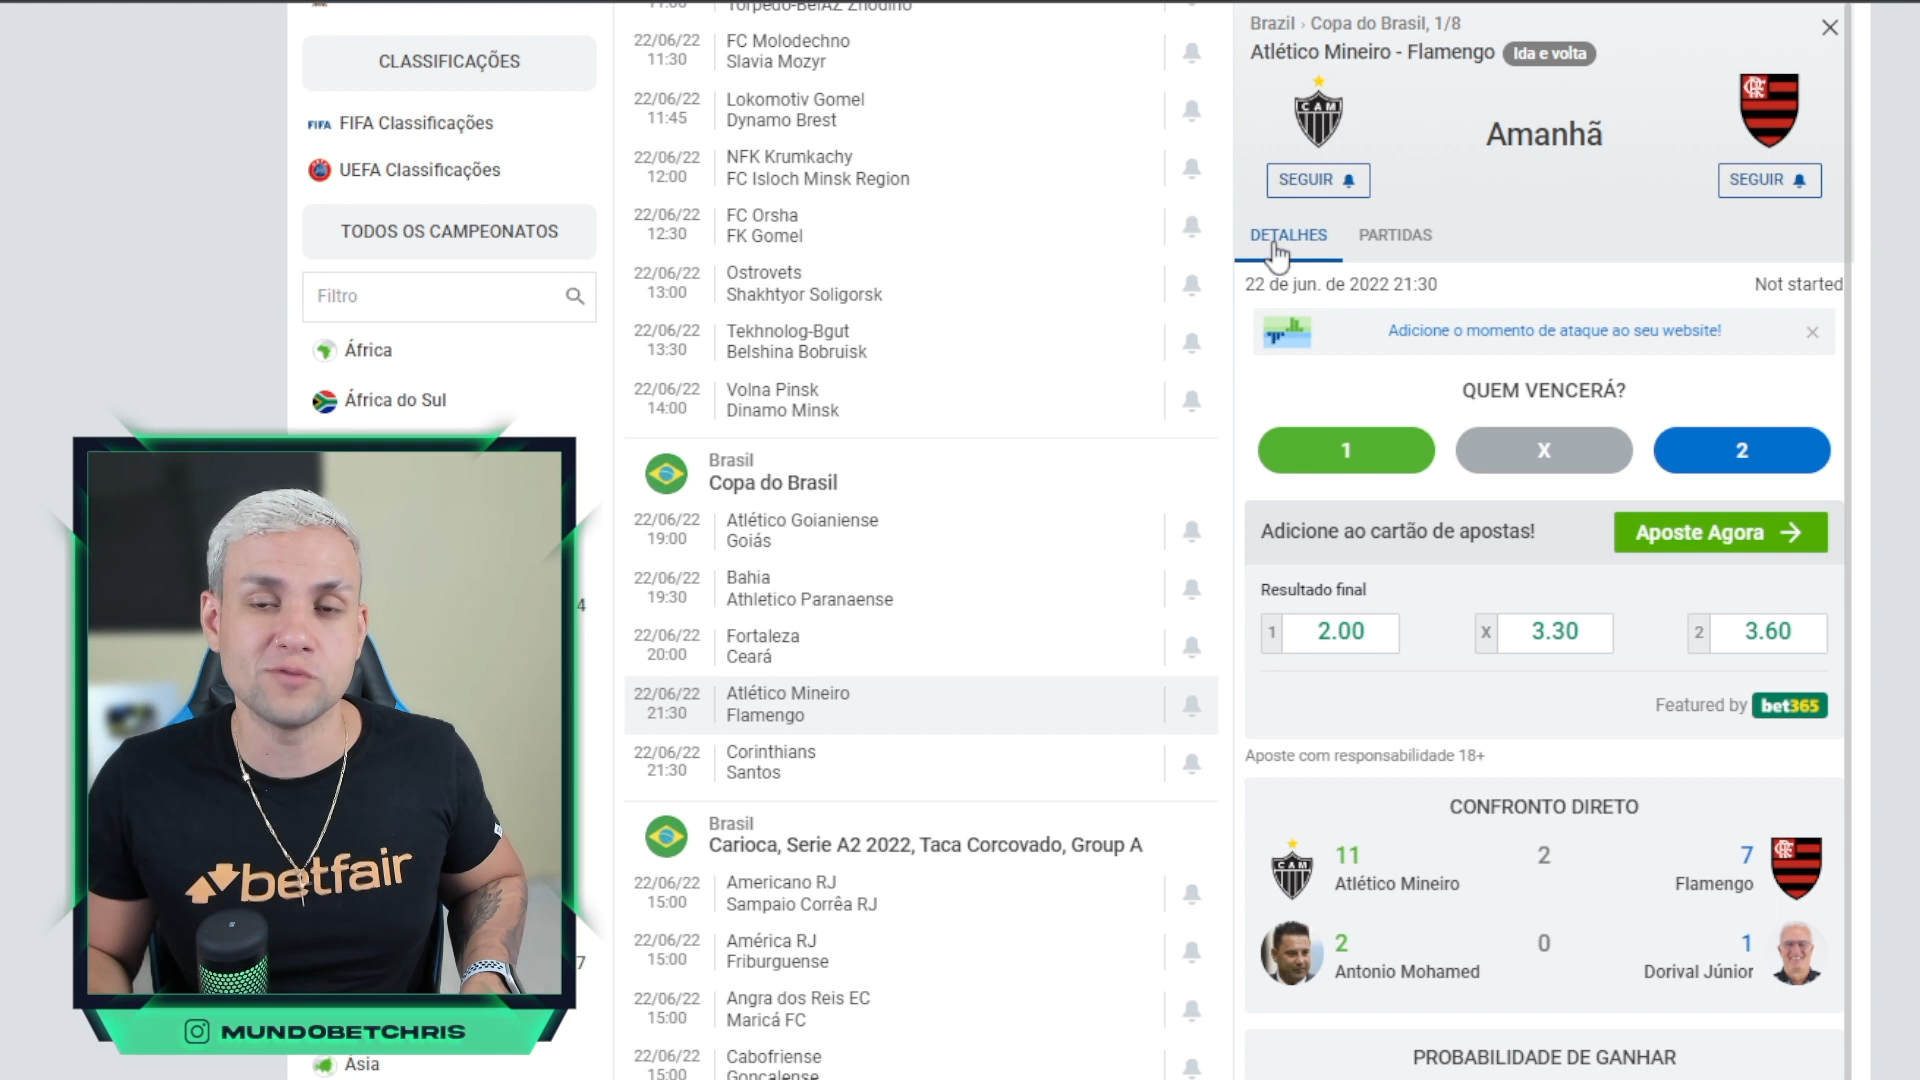 CLASSIFICAÇÕES
FIFA FIFA Classificações
UEFA Classificações
TODOS OS CAMPEONATOS
Filtro
África
África do Sul
4
7
betfair
MUNDOBETCHRIS
Ásia
Torpedo-BelAZ Zhodino
22/06/22 FC Molodechno
11:30 Slavia Mozyr
22/06/22 Lokomotiv Gomel
11:45 Dynamo Brest
22/06/22 NFK Krumkachy
12:00 FC Isloch Minsk Region
22/06/22 FC Orsha
12:30 FK Gomel
22/06/22 Ostrovets
13:00 Shakhtyor Soligorsk
22/06/22 Tekhnolog-Bgut
13:30 Belshina Bobruisk
22/06/22 Volna Pinsk
14:00 Dinamo Minsk
Brasil
Copa do Brasil
22/06/22 Atlético Goianiense
19:00 Goiás
22/06/22 Bahia
19:30 Athletico Paranaense
22/06/22 Fortaleza
20:00 Ceará
22/06/22 Atlético Mineiro
21:30 Flamengo
22/06/22 Corinthians
21:30 Santos
Brasil
Carioca, Serie A2 2022, Taca Corcovado, Group A
22/06/22 Americano RJ
15:00 Sampaio Corrêa RJ
22/06/22 América RJ
15:00 Friburguense
22/06/22 Angra dos Reis EC
15:00 Maricá FC
22/06/22 Cabofriense
15:00 Gonçalense
Brazil › Copa do Brasil, 1/8
Atlético Mineiro - Flamengo Ida e volta
CAM
Amanhã
SEGUIR
SEGUIR
DETALHES PARTIDAS
22 de jun. de 2022 21:30 Not started
Adicione o momento de ataque ao seu website!
QUEM VENCERÁ?
1 X 2
Adicione ao cartão de apostas! Aposte Agora
Resultado final
1 2.00 X 3.30 2 3.60
Featured by bet365
Aposte com responsabilidade 18+
CONFRONTO DIRETO
CAM
11 2 7
Atlético Mineiro Flamengo
2 0 1
Antonio Mohamed Dorival Júnior
PROBABILIDADE DE GANHAR